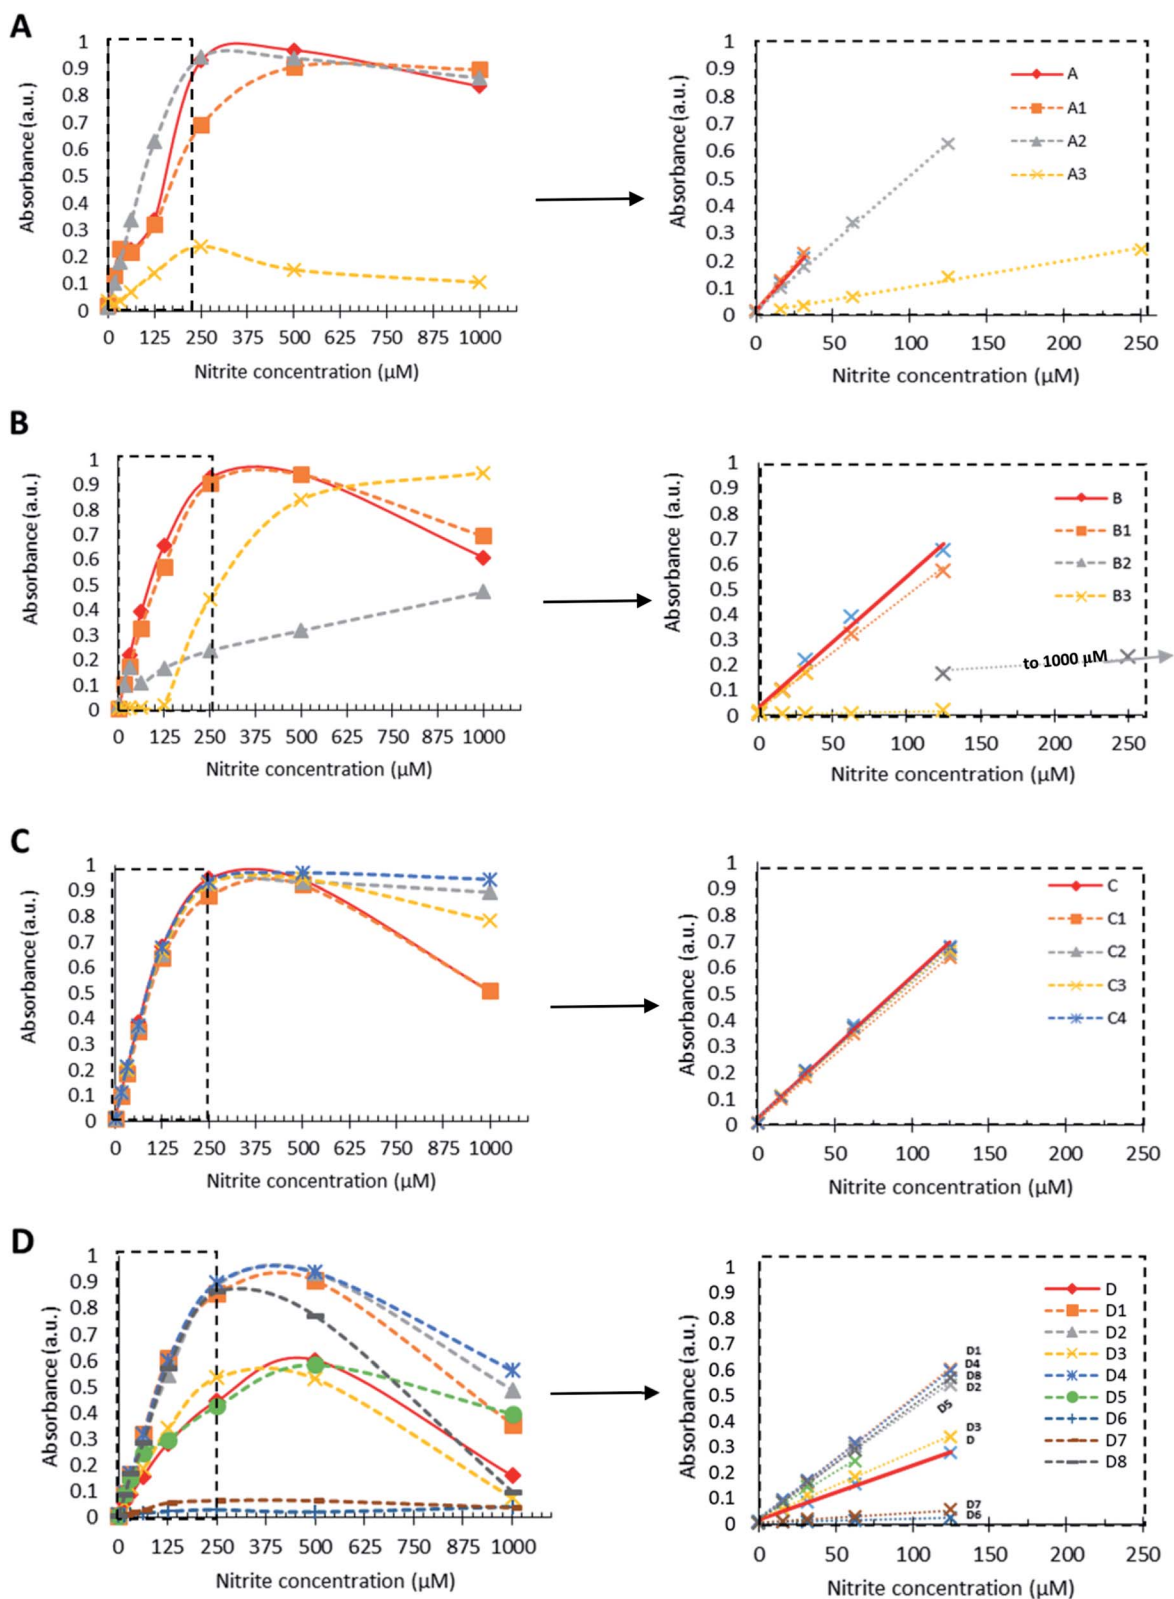 A
Absorbance (a.u.)
1
0.9
0.8
0.7
0.6
0.5
0.4
0.3
0.2
0.1
0
0 125 250 375 500 625 750 875 1000
Nitrite concentration (µM)
Absorbance (a.u.)
1
0.9
0.8
0.7
0.6
0.5
0.4
0.3
0.2
0.1
0
0 50 100 150 200 250
Nitrite concentration (µM)
A
A1
A2
A3
B
Absorbance (a.u.)
1
0.9
0.8
0.7
0.6
0.5
0.4
0.3
0.2
0.1
0
0 125 250 375 500 625 750 875 1000
Nitrite concentration (µM)
Absorbance (a.u.)
1
0.9
0.8
0.7
0.6
0.5
0.4
0.3
0.2
0.1
0
0 50 100 150 200 250
Nitrite concentration (µM)
B
B1
B2
B3
to 1000 µM
C
Absorbance (a.u.)
1
0.9
0.8
0.7
0.6
0.5
0.4
0.3
0.2
0.1
0
0 125 250 375 500 625 750 875 1000
Nitrite concentration (µM)
Absorbance (a.u.)
1
0.9
0.8
0.7
0.6
0.5
0.4
0.3
0.2
0.1
0
0 50 100 150 200 250
Nitrite concentration (µM)
C
C1
C2
C3
C4
D
Absorbance (a.u.)
1
0.9
0.8
0.7
0.6
0.5
0.4
0.3
0.2
0.1
0
0 125 250 375 500 625 750 875 1000
Nitrite concentration (µM)
Absorbance (a.u.)
1
0.9
0.8
0.7
0.6
0.5
0.4
0.3
0.2
0.1
0
0 50 100 150 200 250
Nitrite concentration (µM)
D1
D4
D8
D2
D5
D3
D
D7
D6
D
D1
D2
D3
D4
D5
D6
D7
D8